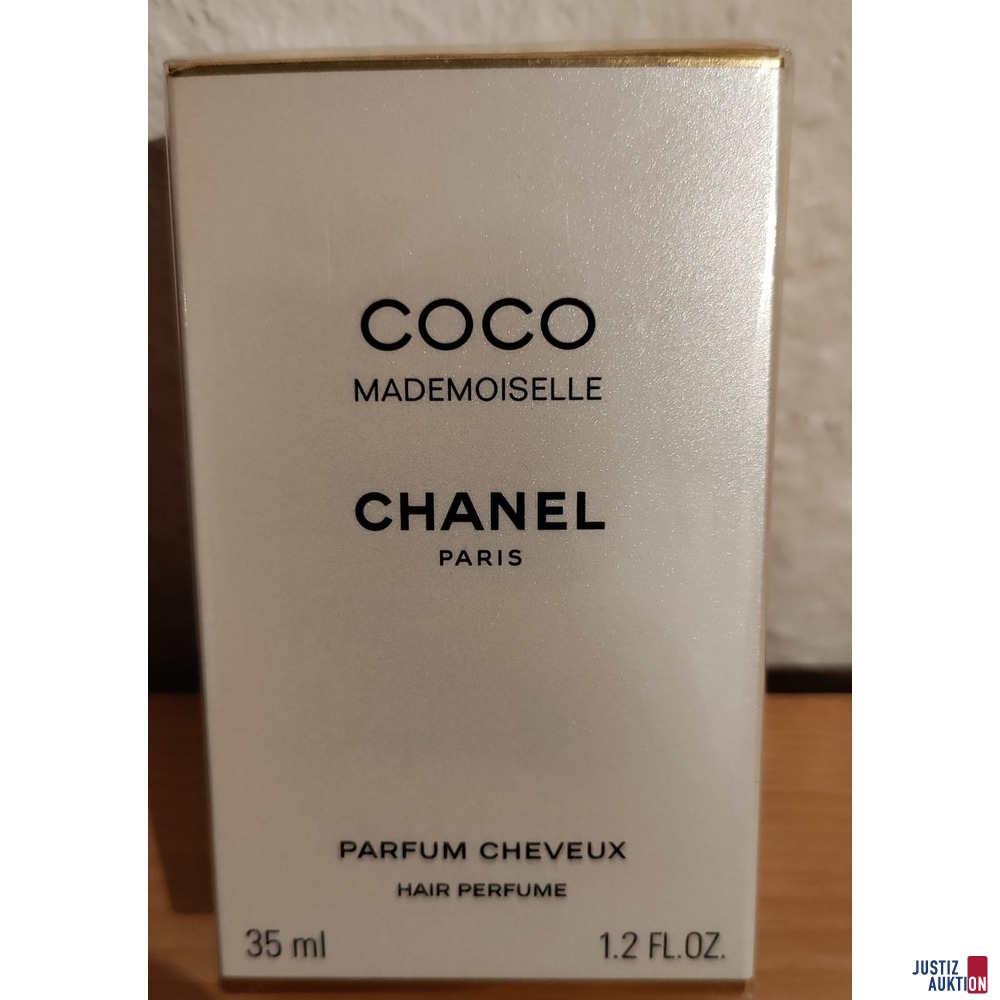 COCO
MADEMOISELLE
CHANEL
PARIS
PARFUM CHEVEUX
HAIR PERFUME
35 ml 1.2 FL.OZ.
JUSTIZ
AUKTION